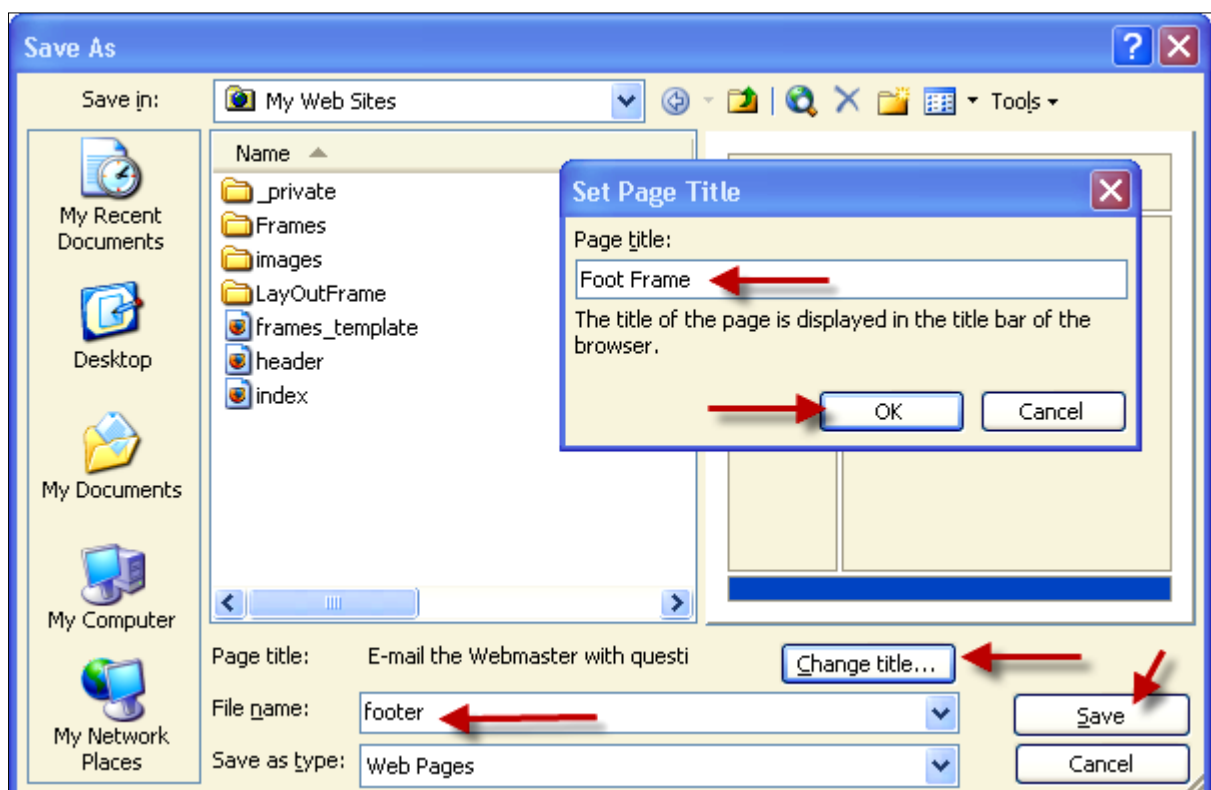 Save As
Save in:
My Web Sites
Tools
My Recent
Documents
Desktop
My Documents
My Computer
My Network
Places
Name
_private
Frames
images
LayOutFrame
frames_template
header
index
Set Page Title
Page title:
Foot Frame
The title of the page is displayed in the title bar of the
browser.
OK
Cancel
Page title:
E-mail the Webmaster with questi
Change title...
File name:
footer
Save
Save as type:
Web Pages
Cancel